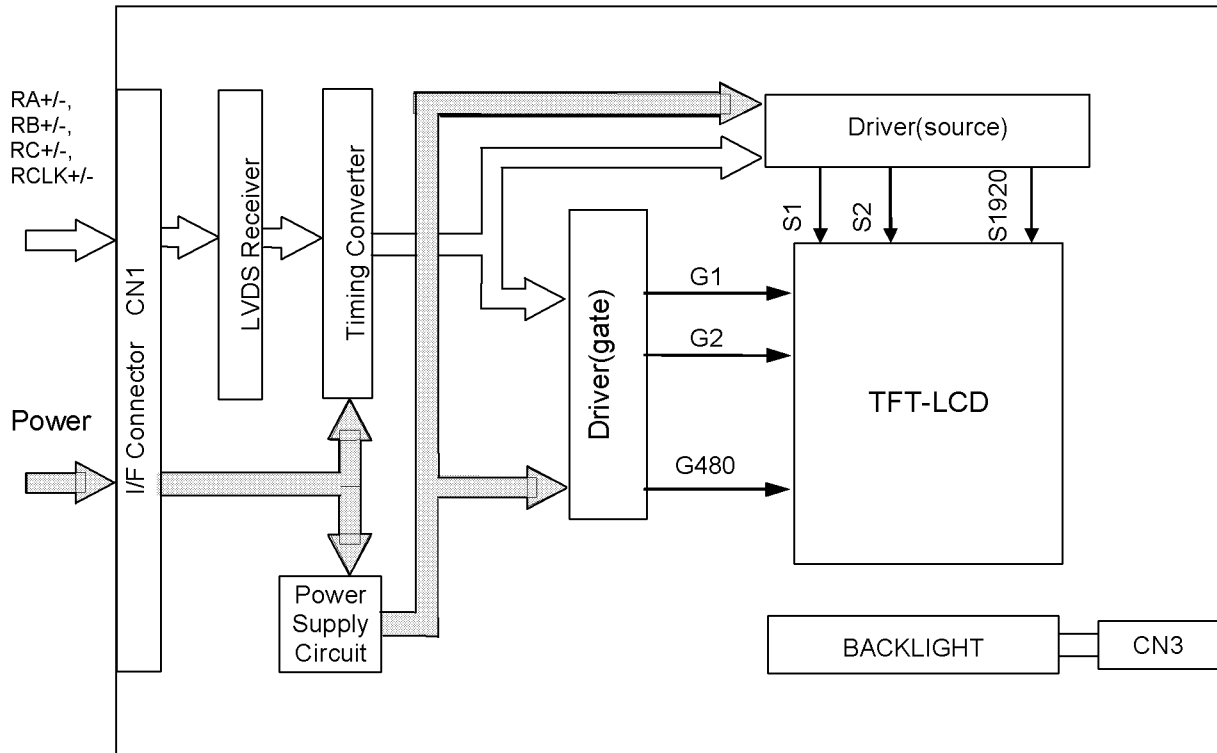 RA+/-,
RB+/-,
RC+/-,
RCLK+/-
Power
I/F Connector CN1
LVDS Receiver
Timing Converter
Power
Supply
Circuit
Driver(gate)
Driver(source)
S1
S2
S1920
G1
G2
G480
TFT-LCD
BACKLIGHT
CN3